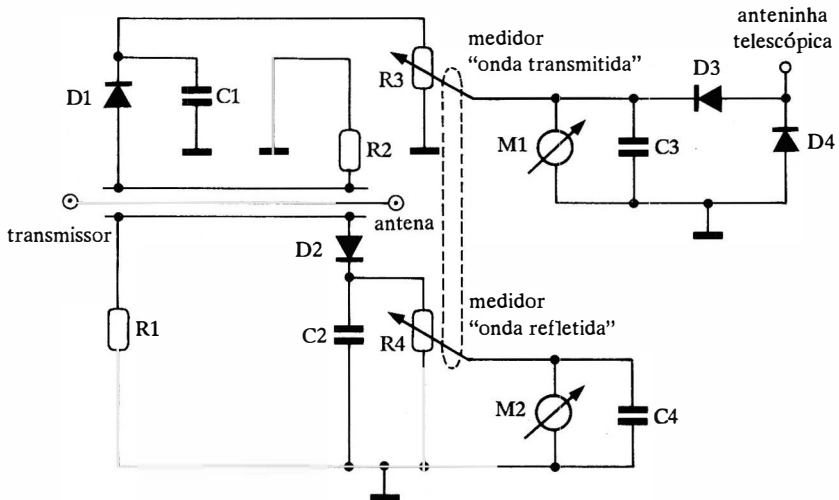 anteninha
telescópica
medidor
“onda transmitida”
D3
R3
D1
C1
R2
M1
C3
D4
transmissor
antena
D2
medidor
“onda refletida”
R1
C2
R4
M2
C4